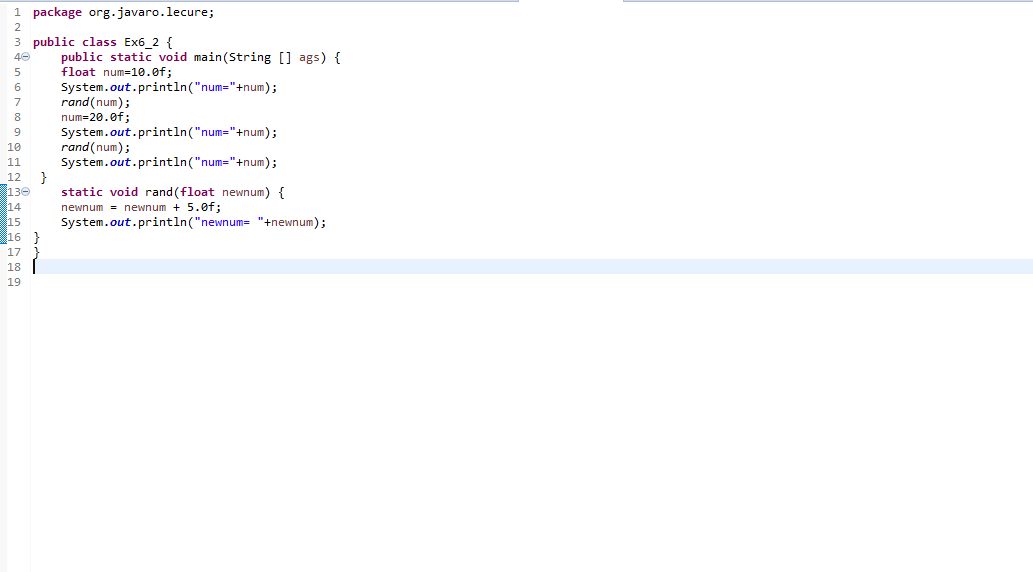 1 package org.javaro.lecure;
2
3 public class Ex6_2 {
4 public static void main(String [] ags) {
5 float num=10.0f;
6 System.out.println("num="+num);
7 rand(num);
8 num=20.0f;
9 System.out.println("num="+num);
10 rand(num);
11 System.out.println("num="+num);
12 }
13 static void rand(float newnum) {
14 newnum = newnum + 5.0f;
15 System.out.println("newnum= "+newnum);
16 }
17 }
18
19